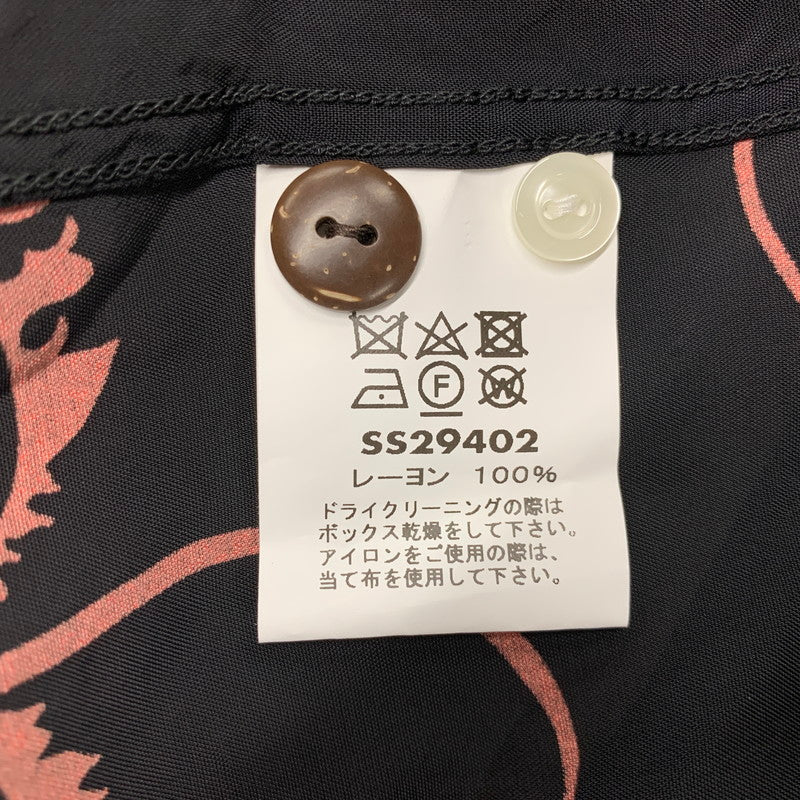 F W
SS29402
レーヨン 100%
ドライクリーニングの際は
ボックス乾燥をして下さい。
アイロンをご使用の際は、
当て布を使用して下さい。